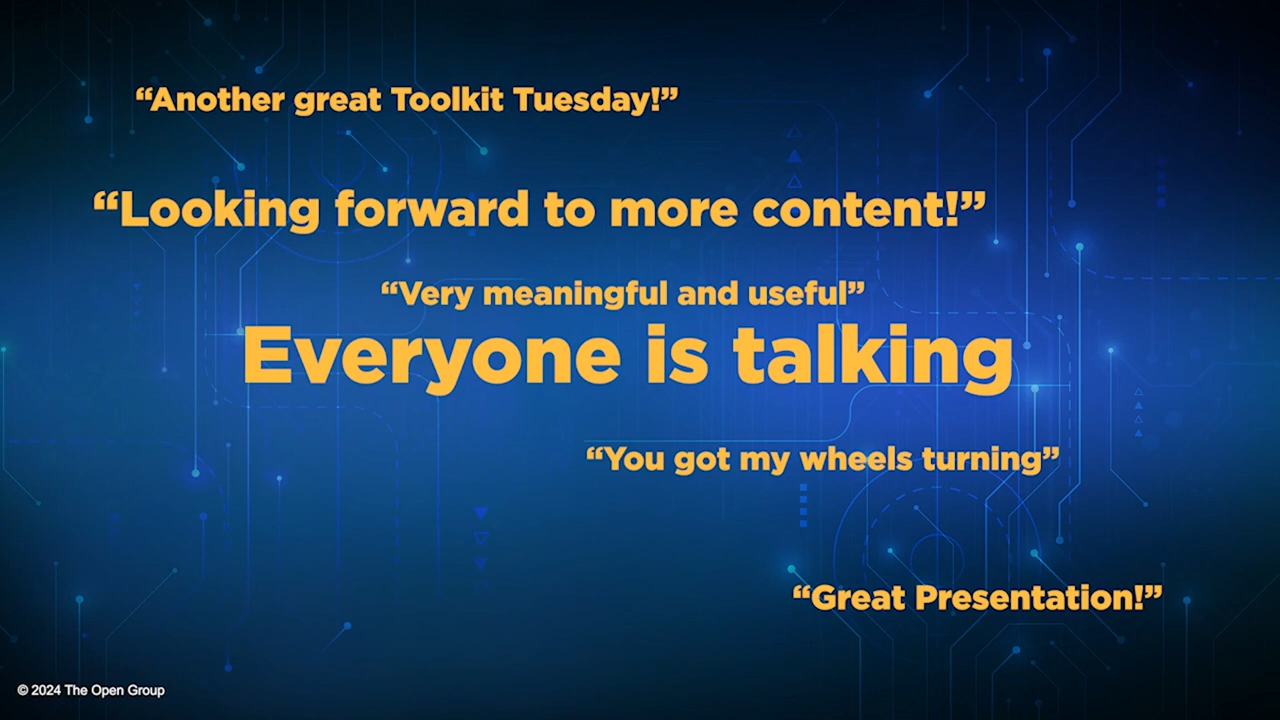 “Another great Toolkit Tuesday!”
“Looking forward to more content!”
“Very meaningful and useful”
Everyone is talking
“You got my wheels turning”
“Great Presentation!”
© 2024 The Open Group